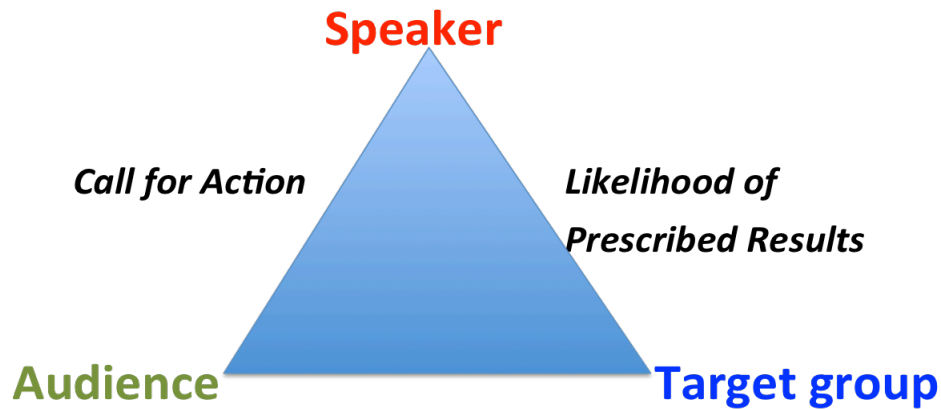 Speaker
Call for Action
Likelihood of
Prescribed Results
Audience
Target group